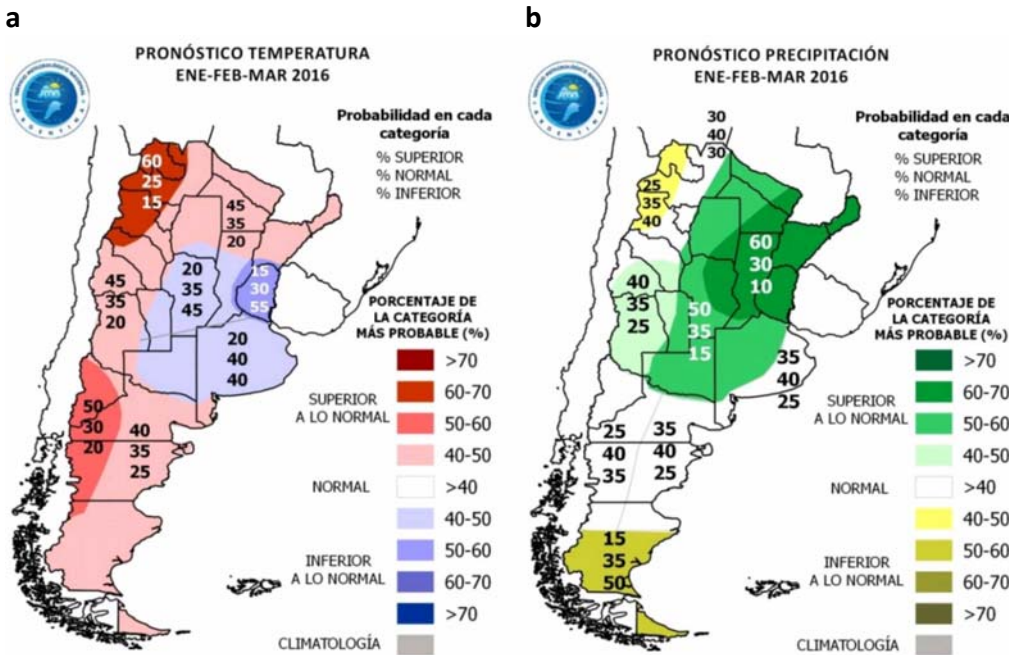 a
PRONÓSTICO TEMPERATURA
ENE-FEB-MAR 2016
Probabilidad en cada
categoría
% SUPERIOR
% NORMAL
% INFERIOR
60
25
15
45
35
20
45
35
20
20
35
45
15
30
55
20
40
40
50
30
20
40
35
25
PORCENTAJE DE
LA CATEGORÍA
MÁS PROBABLE (%)
>70
60-70
SUPERIOR
A LO NORMAL
50-60
40-50
NORMAL
>40
40-50
INFERIOR
A LO NORMAL
50-60
60-70
>70
CLIMATOLOGÍA
b
PRONÓSTICO PRECIPITACIÓN
ENE-FEB-MAR 2016
Probabilidad en cada
categoría
% SUPERIOR
% NORMAL
% INFERIOR
30
40
30
25
35
40
60
30
10
40
35
25
50
35
15
35
40
25
25
40
35
35
40
25
15
35
50
PORCENTAJE DE
LA CATEGORÍA
MÁS PROBABLE (%)
>70
60-70
SUPERIOR
A LO NORMAL
50-60
40-50
NORMAL
>40
40-50
INFERIOR
A LO NORMAL
50-60
60-70
>70
CLIMATOLOGÍA